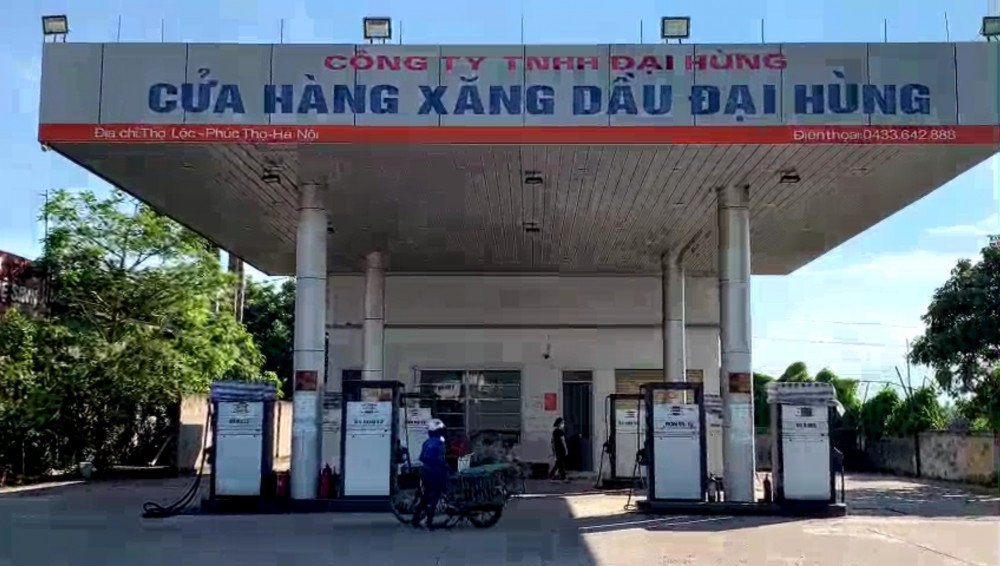 CÔNG TY TNHH ĐẠI HÙNG
CỬA HÀNG XĂNG DẦU ĐẠI HÙNG
Địa chỉ:Thọ Lộc-Phúc Thọ-Hà Nội
Điện thoại:0433.642.888